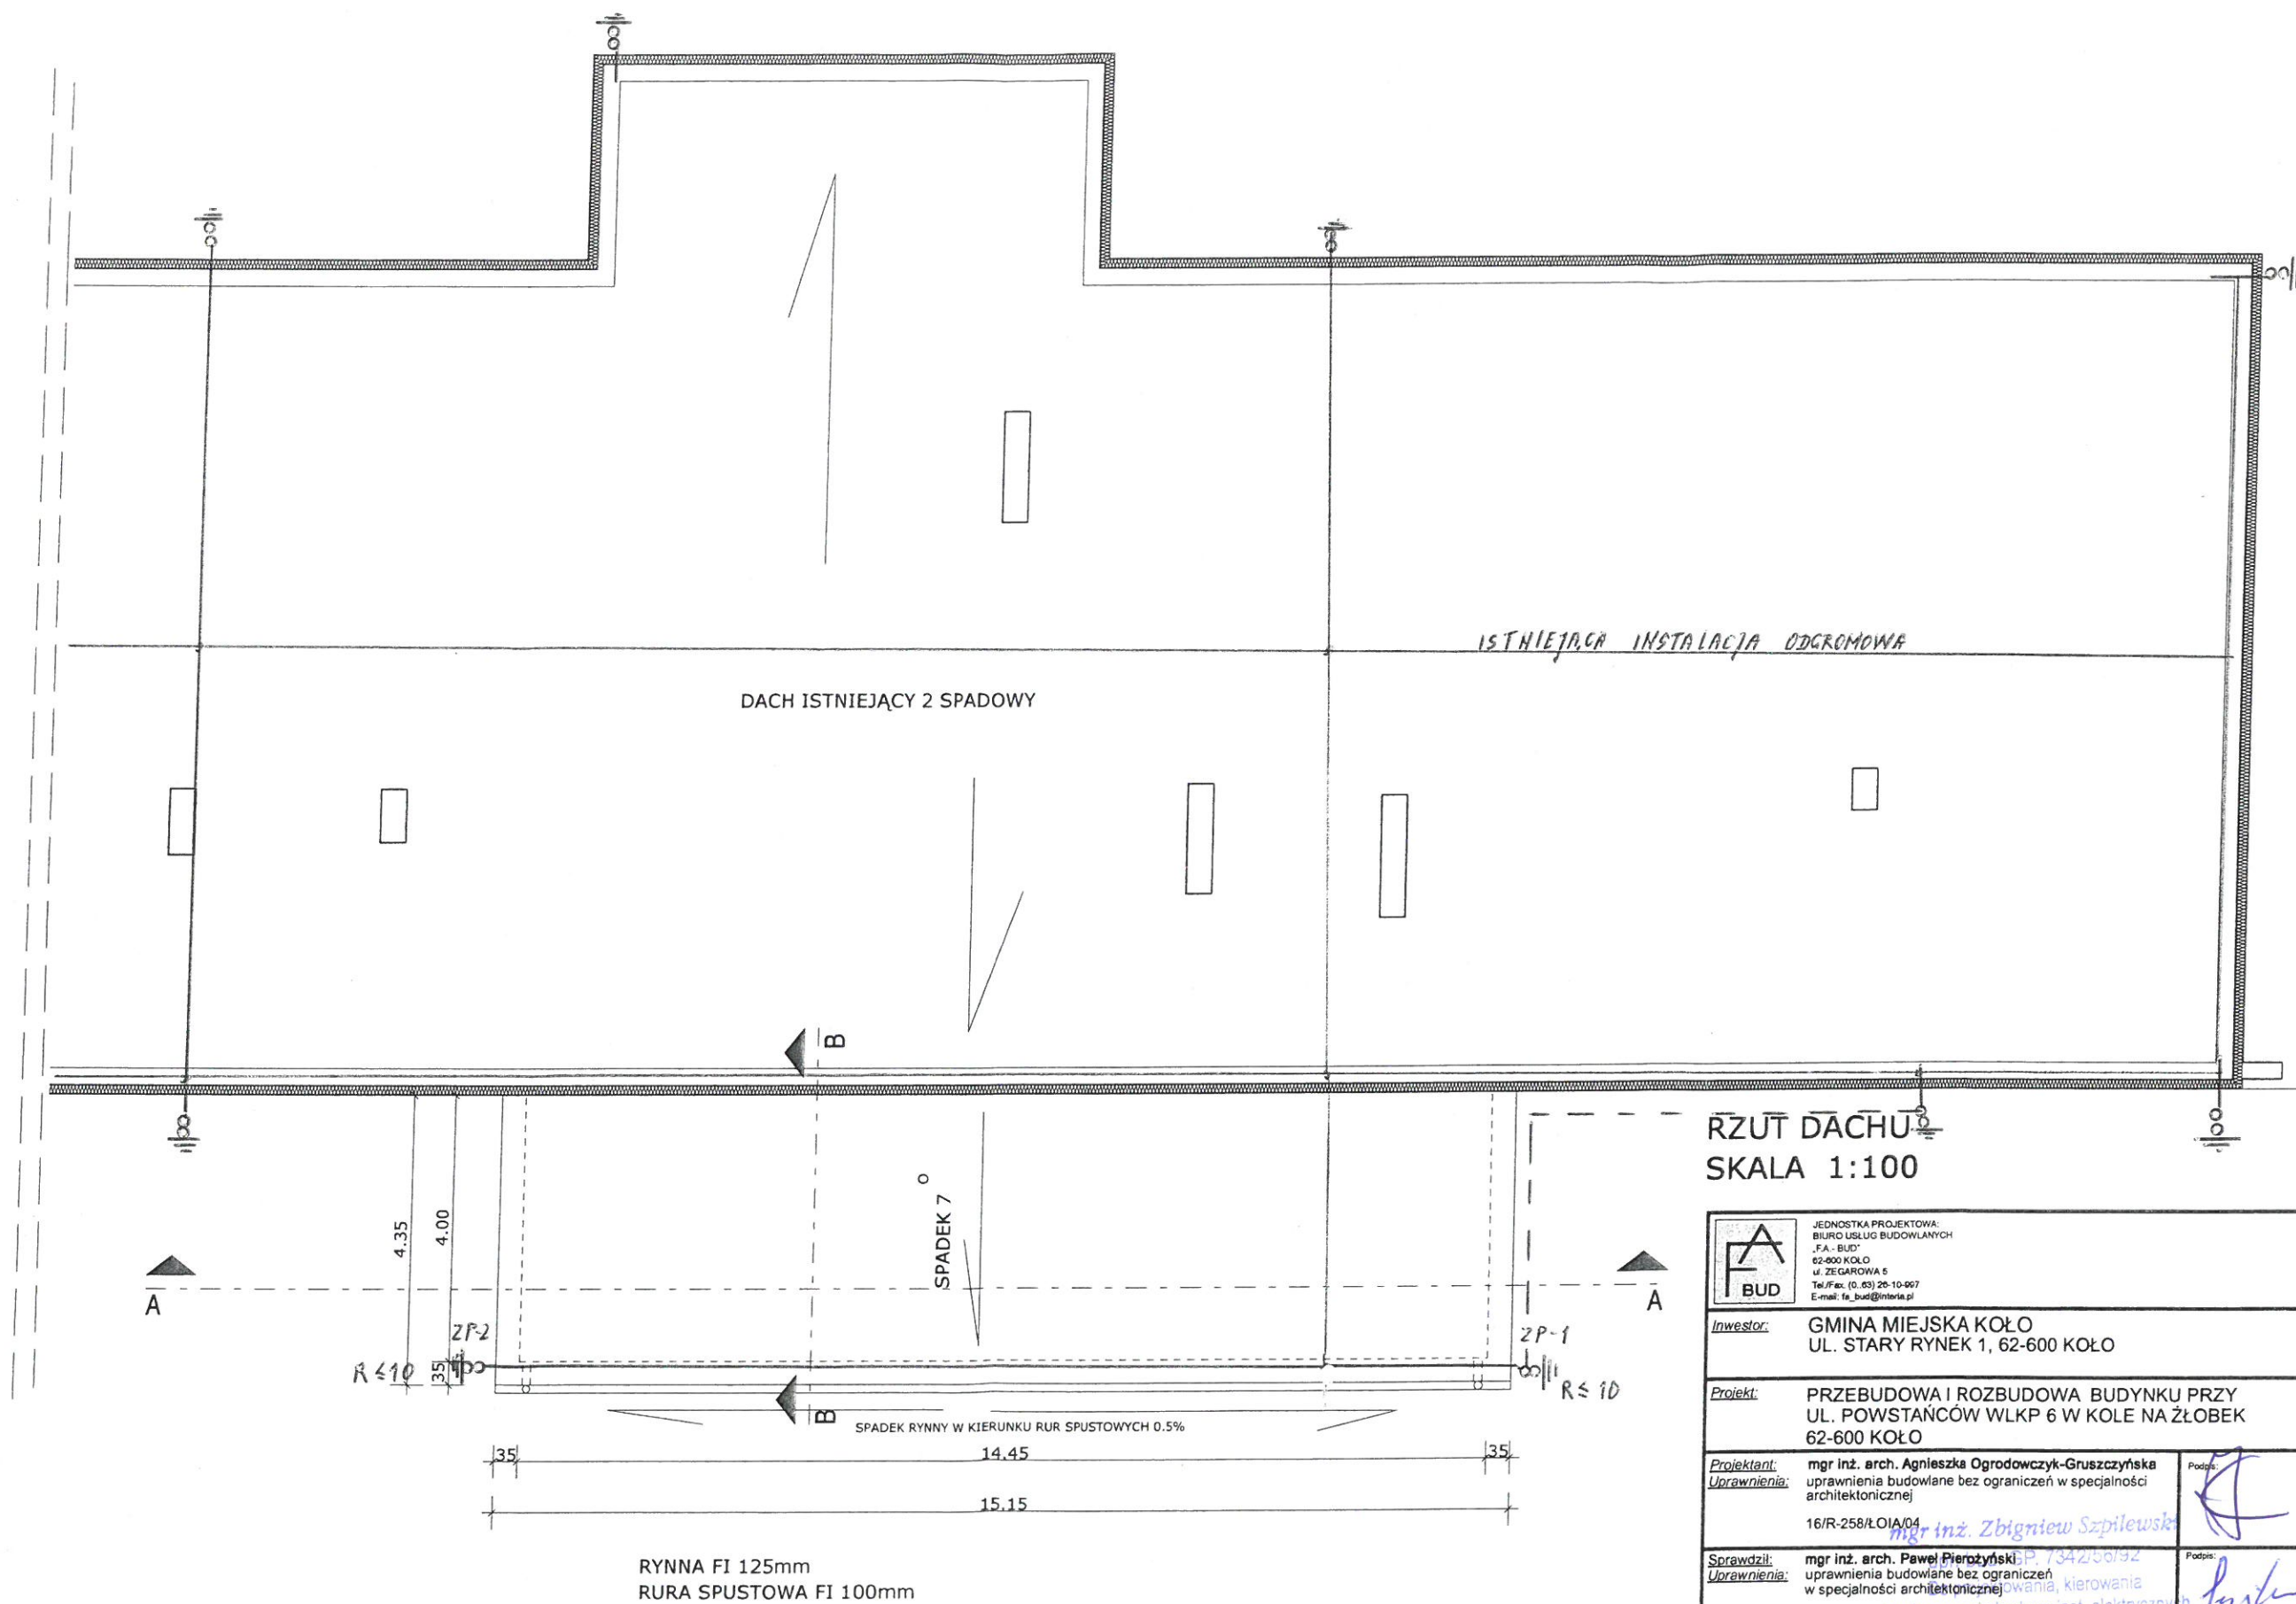 ISTNIEJĄCA INSTALACJA ODGROMOWA
DACH ISTNIEJĄCY 2 SPADOWY
B
RZUT DACHU
SKALA 1:100
4.35
4.00
35
SPADEK 7°
A
A
ZP-2
R ≤ 10
ZP-1
R ≤ 10
B
SPADEK RYNNY W KIERUNKU RUR SPUSTOWYCH 0.5%
35
14.45
35
15.15
RYNNA FI 125mm
RURA SPUSTOWA FI 100mm
FA
BUD
JEDNOSTKA PROJEKTOWA:
BIURO USŁUG BUDOWLANYCH
„F.A.- BUD"
62-600 KOŁO
ul. ZEGAROWA 5
Tel./Fax. (0..63) 26-10-997
E-mail: fa_bud@interia.pl
Inwestor: GMINA MIEJSKA KOŁO
UL. STARY RYNEK 1, 62-600 KOŁO
Projekt: PRZEBUDOWA I ROZBUDOWA BUDYNKU PRZY
UL. POWSTAŃCÓW WLKP 6 W KOLE NA ŻŁOBEK
62-600 KOŁO
Projektant: mgr inż. arch. Agnieszka Ogrodowczyk-Gruszczyńska
Podpis:
Uprawnienia: uprawnienia budowlane bez ograniczeń w specjalności
architektonicznej
16/R-258/ŁOIA/04
mgr inż. Zbigniew Szpilewski
Sprawdził: mgr inż. arch. Paweł Pierożyński
GP. 7342/56/92
Podpis:
Uprawnienia: uprawnienia budowlane bez ograniczeń
w specjalności architektonicznej
kierowania